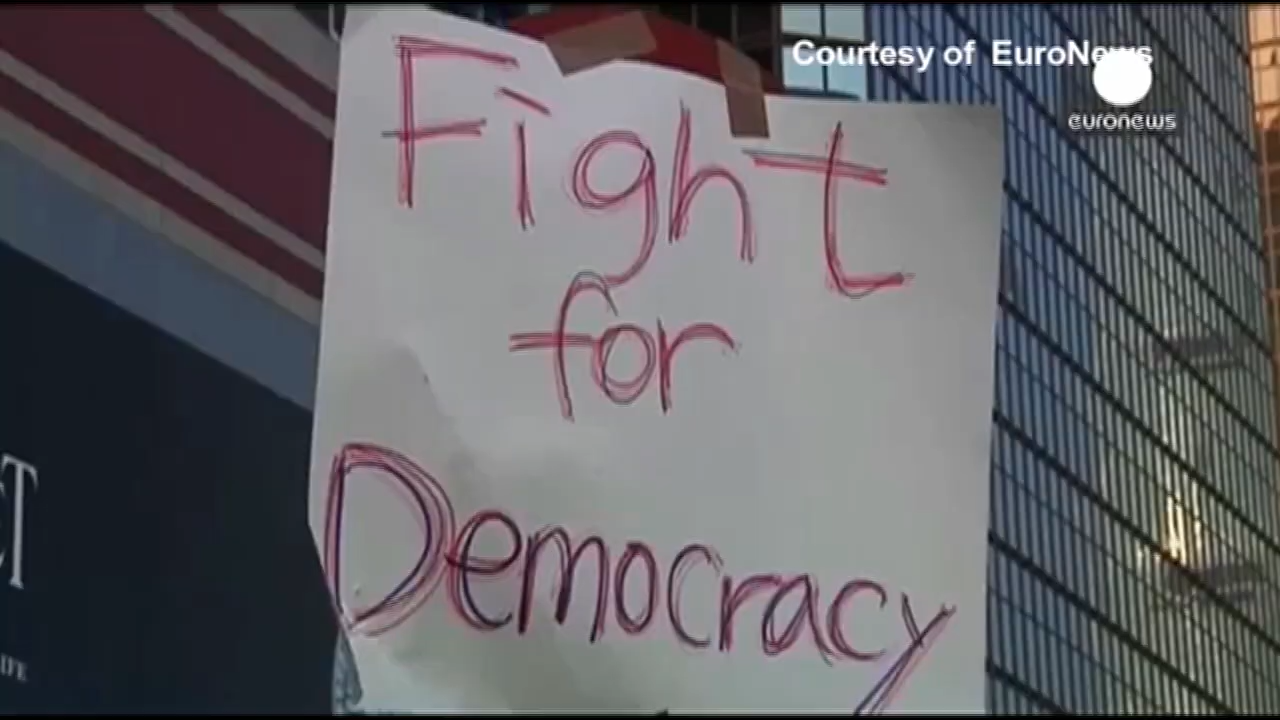 Courtesy of EuroNews
euronews
Fight
for
Democracy